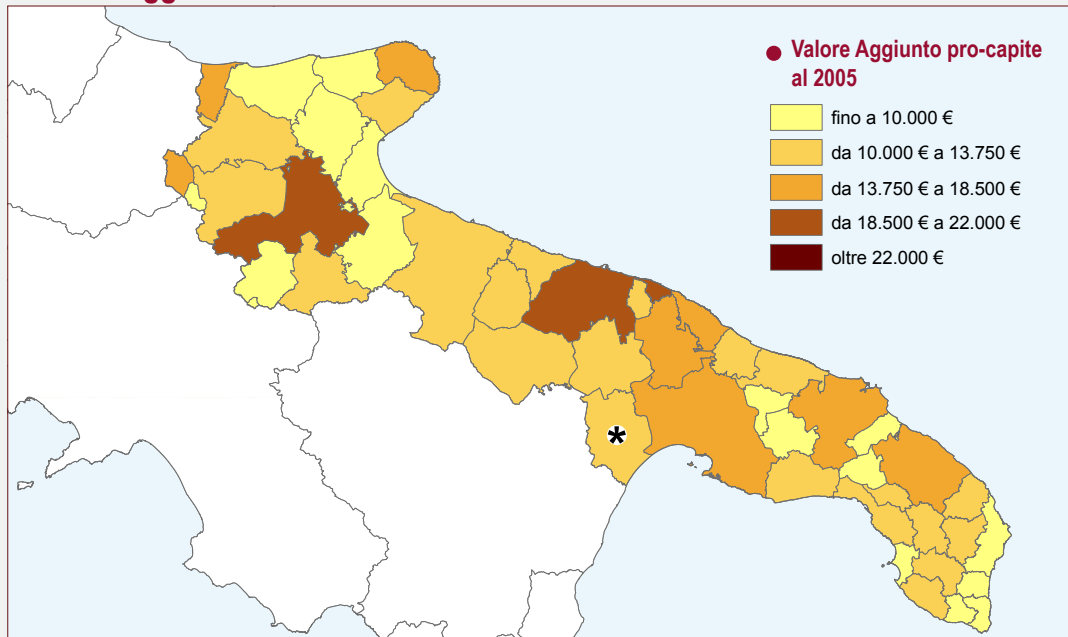 Valore Aggiunto pro-capite
al 2005
fino a 10.000 €
da 10.000 € a 13.750 €
da 13.750 € a 18.500 €
da 18.500 € a 22.000 €
oltre 22.000 €
*